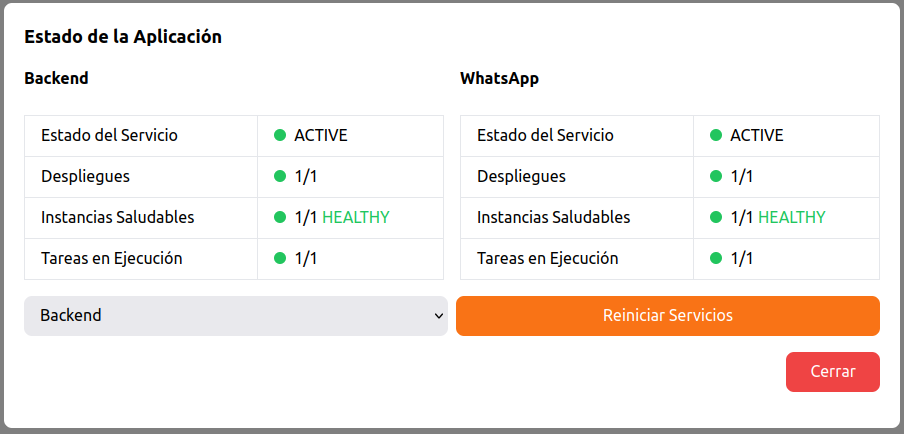 Estado de la Aplicación
Backend
Estado del Servicio ACTIVE
Despliegues 1/1
Instancias Saludables 1/1 HEALTHY
Tareas en Ejecución 1/1
WhatsApp
Estado del Servicio ACTIVE
Despliegues 1/1
Instancias Saludables 1/1 HEALTHY
Tareas en Ejecución 1/1
Backend
Reiniciar Servicios
Cerrar